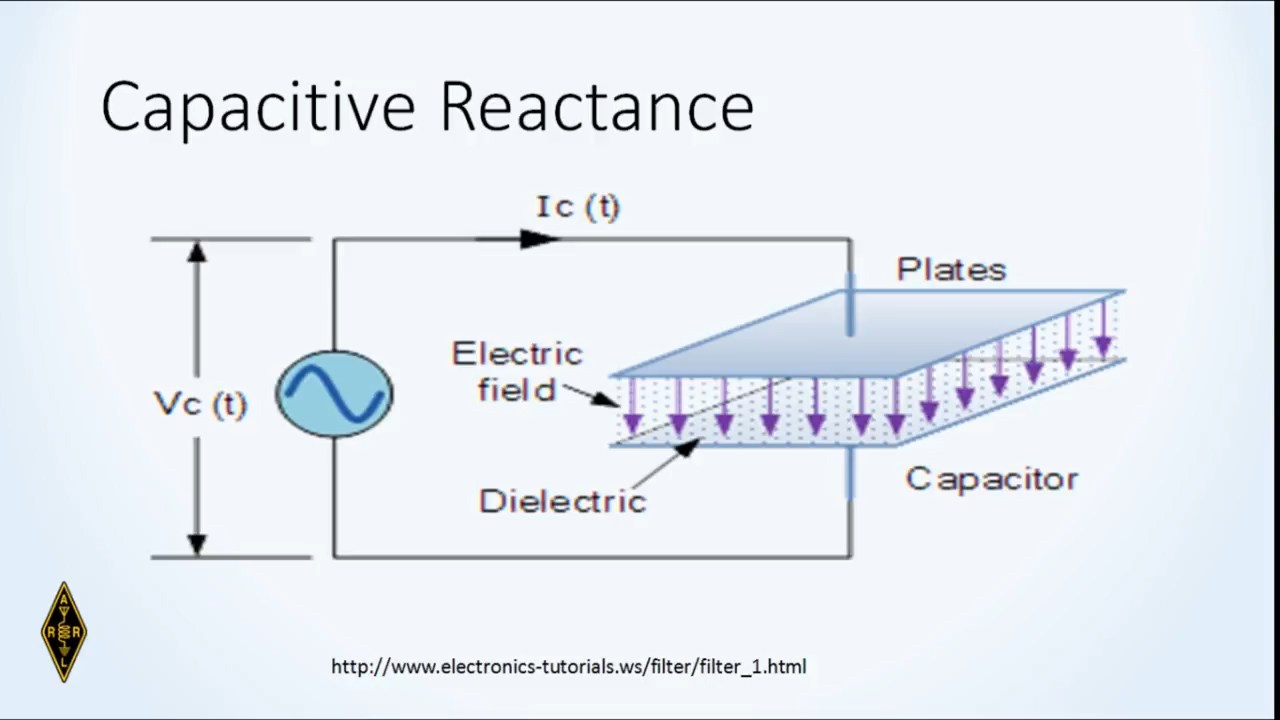 Capacitive Reactance
Ic (t)
Plates
Electric
field
Vc (t)
Capacitor
Dielectric
A
R R
L
http://www.electronics-tutorials.ws/filter/filter_1.html